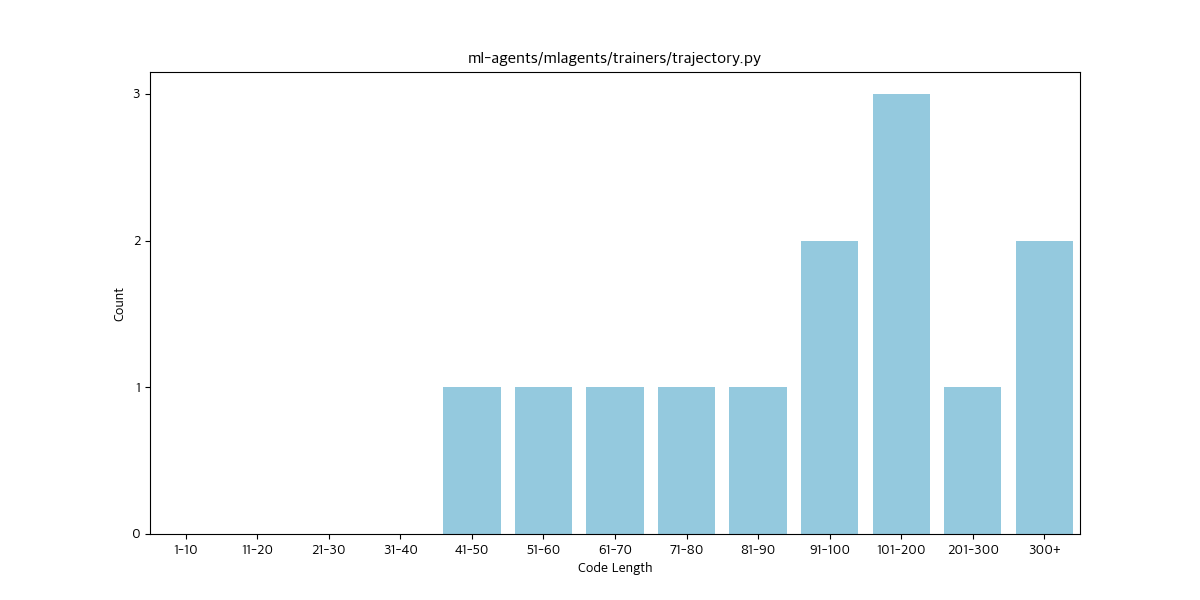 ml-agents/mlagents/trainers/trajectory.py
3
2
1
0
Count
1-10 11-20 21-30 31-40 41-50 51-60 61-70 71-80 81-90 91-100 101-200 201-300 300+
Code Length